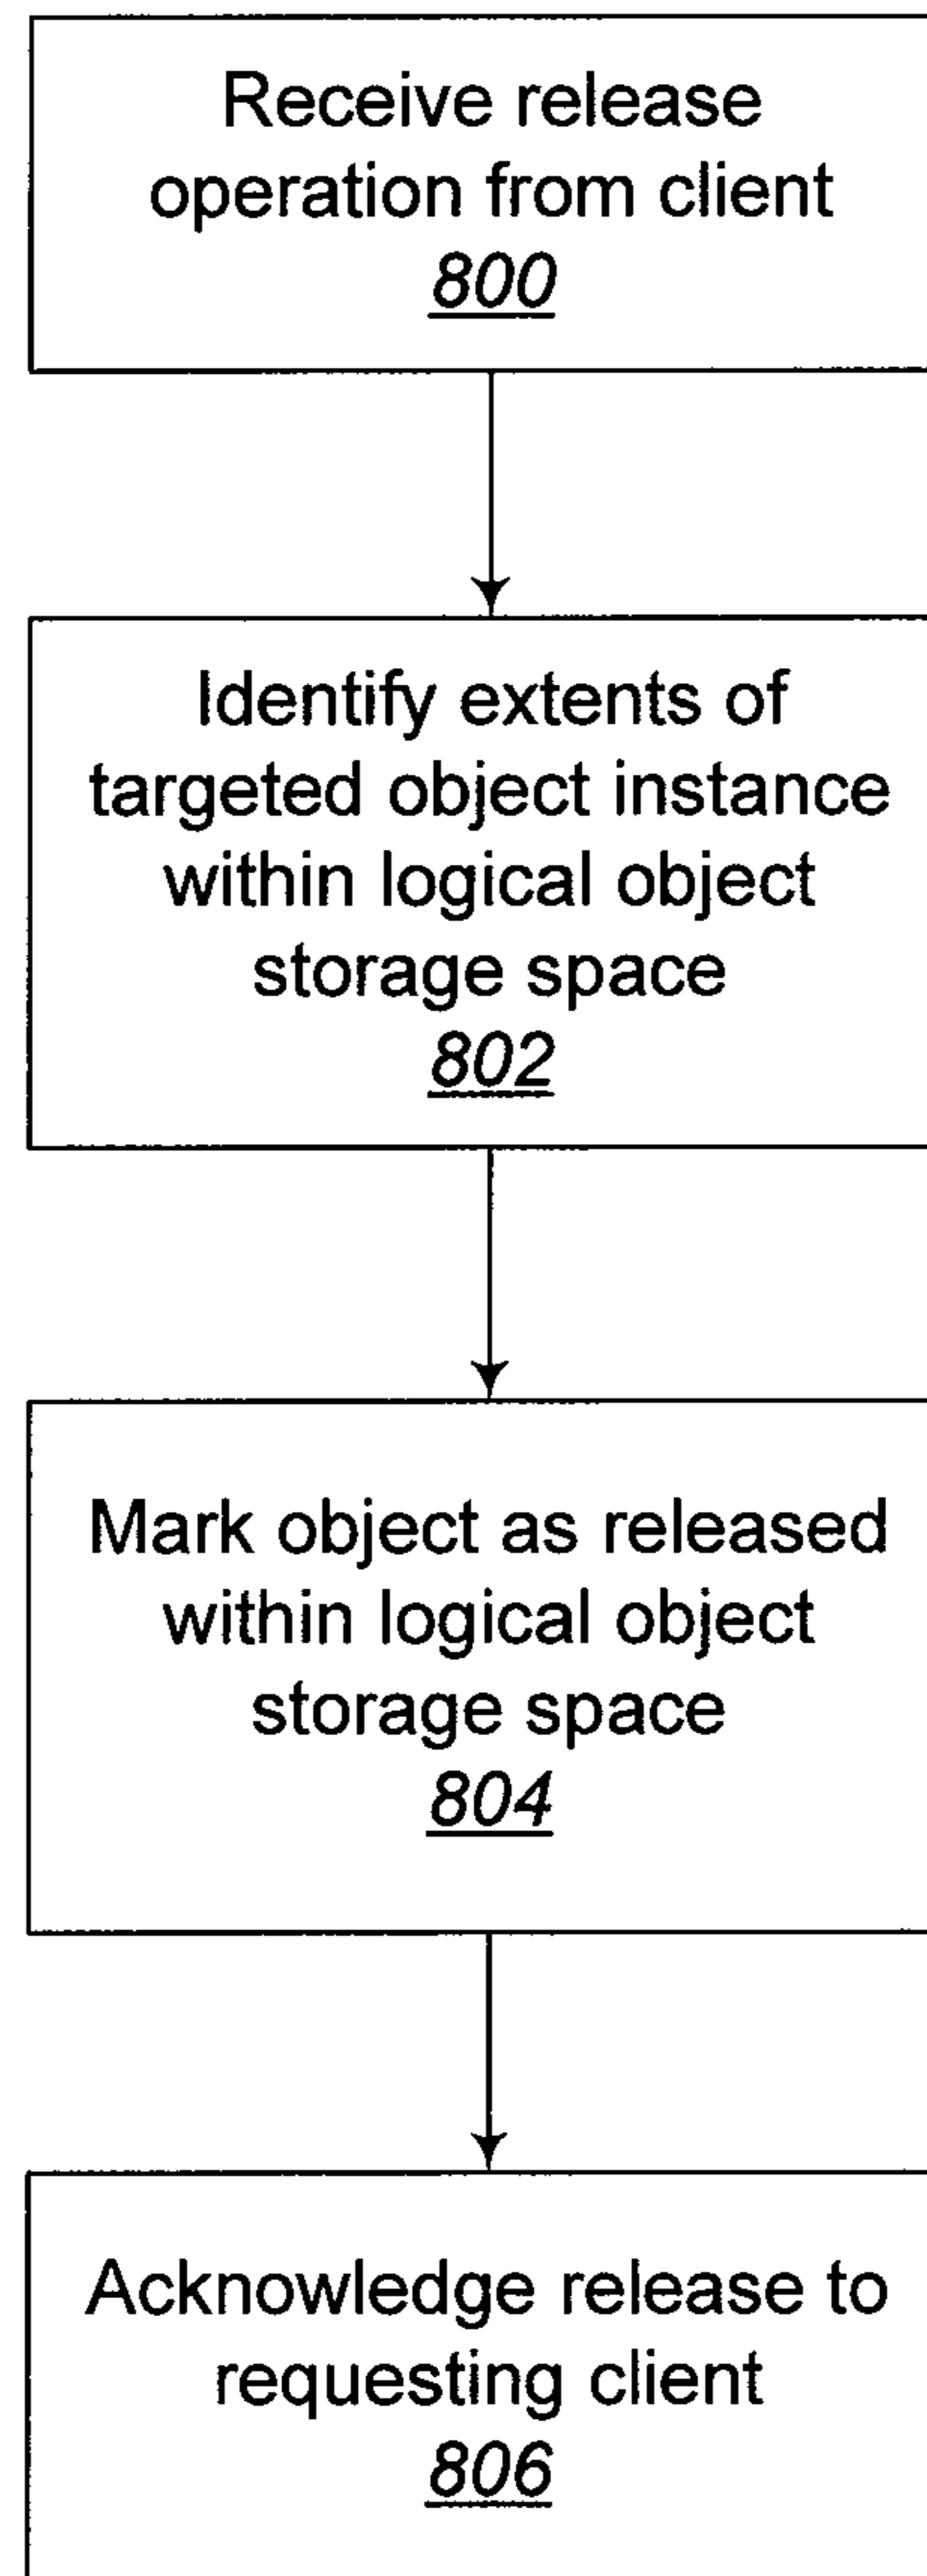 Receive release
operation from client
800
Identify extents of
targeted object instance
within logical object
storage space
802
Mark object as released
within logical object
storage space
804
Acknowledge release to
requesting client
806